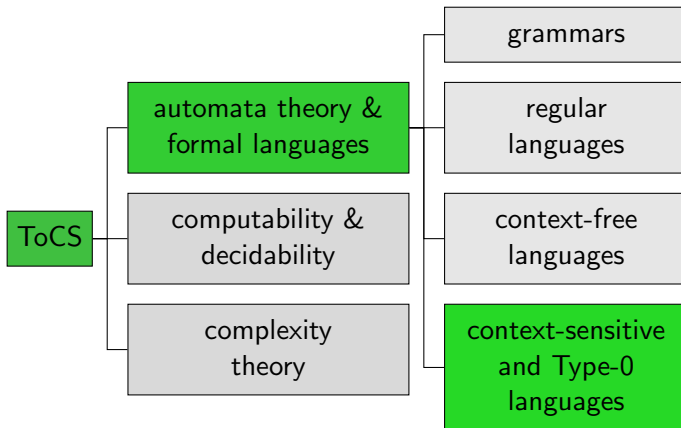 ToCS
automata theory &
formal languages
computability &
decidability
complexity
theory
grammars
regular
languages
context-free
languages
context-sensitive
and Type-0
languages